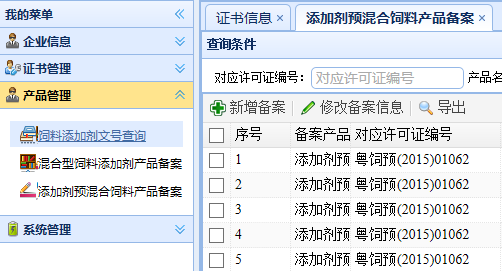 我的菜单
企业信息
证书管理
产品管理
饲料添加剂文号查询
混合型饲料添加剂产品备案
添加剂预混合饲料产品备案
系统管理
证书信息 × 添加剂预混合饲料产品备案 ×
查询条件
对应许可证编号: 对应许可证编号 产品名
新增备案 修改备案信息 导出
序号 备案产品 对应许可证编号
1 添加剂预 粤饲预(2015)01062
2 添加剂预 粤饲预(2015)01062
3 添加剂预 粤饲预(2015)01062
4 添加剂预 粤饲预(2015)01062
5 添加剂预 粤饲预(2015)01062